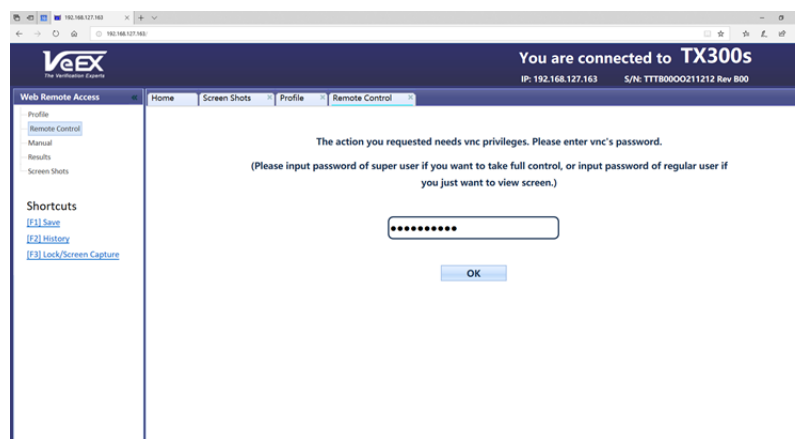 192.168.127.163
192.168.127.163/
VeEX
The Verification Experts
You are connected to TX300s
IP: 192.168.127.163 S/N: TTTB00OO211212 Rev B00
Web Remote Access
Home Screen Shots Profile Remote Control
Profile
Remote Control
Manual
Results
Screen Shots
The action you requested needs vnc privileges. Please enter vnc's password.
(Please input password of super user if you want to take full control, or input password of regular user if
you just want to view screen.)
Shortcuts
[F1] Save
[F2] History
[F3] Lock/Screen Capture
OK